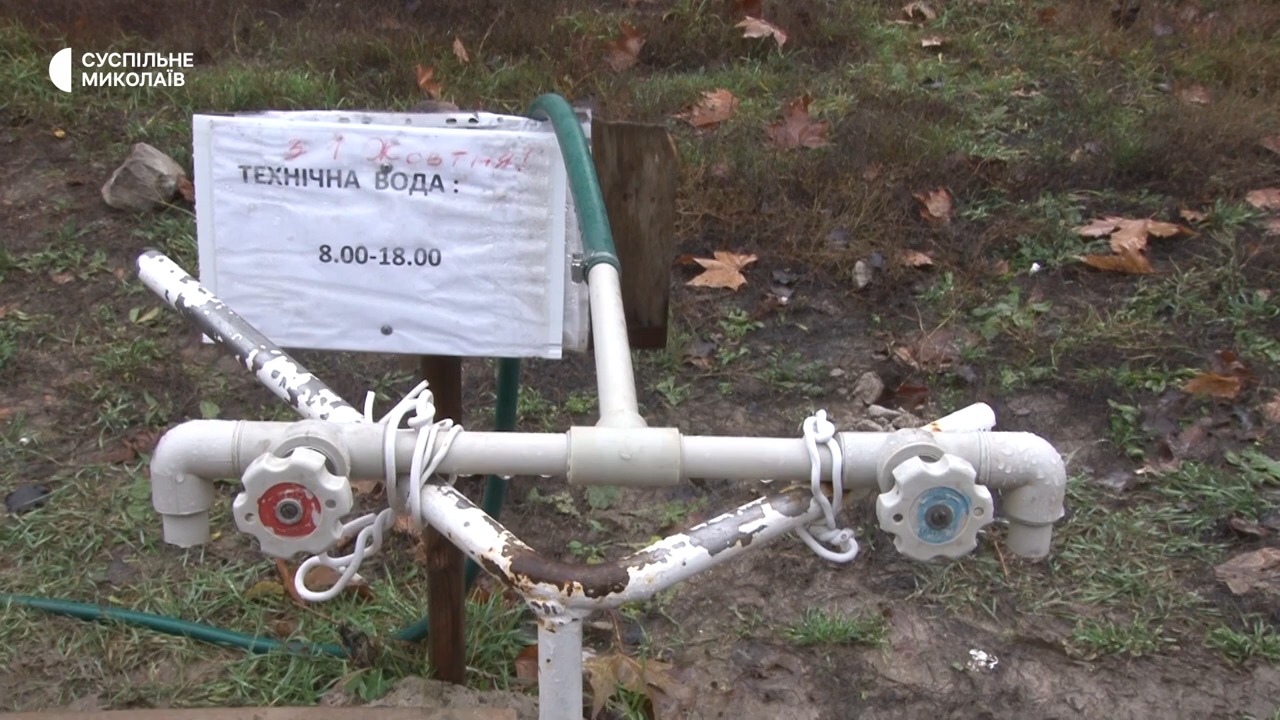 СУСПІЛЬНЕ
МИКОЛАЇВ
З 1 Жовтня!
ТЕХНІЧНА ВОДА :
8.00-18.00